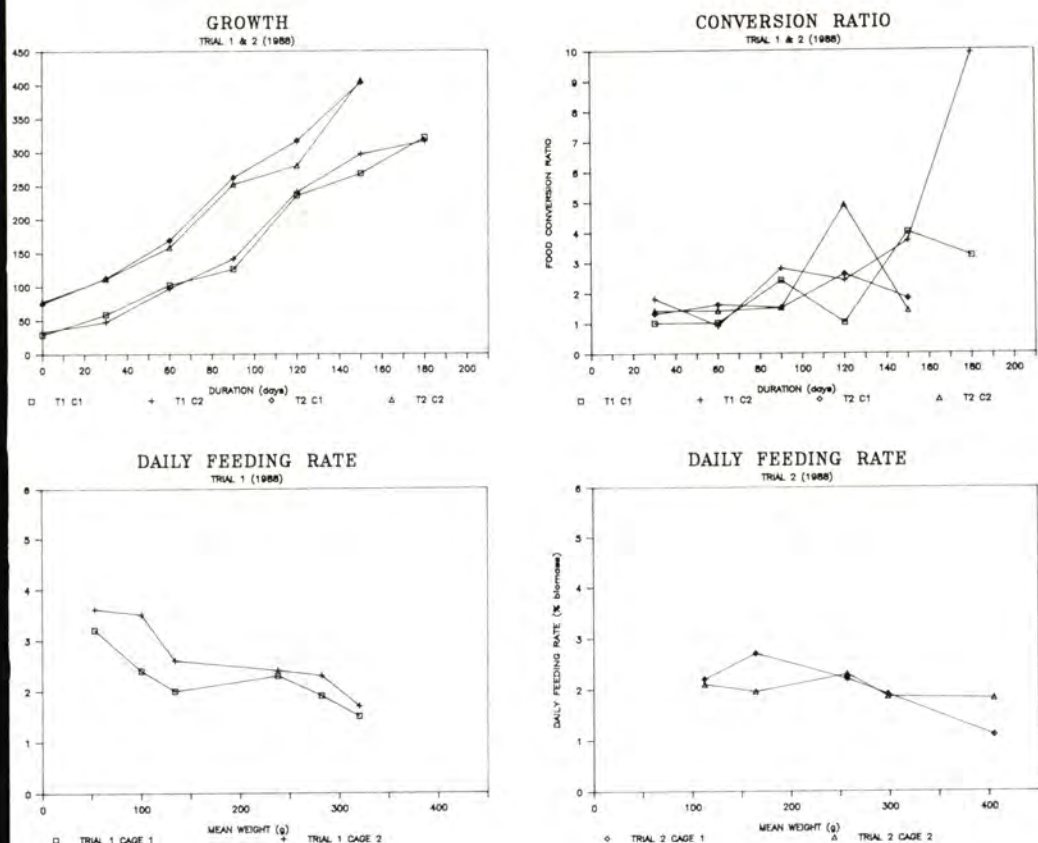 GROWTH
TRIAL 1 & 2 (1988)
450
400
350
300
250
200
150
100
50
0
0 20 40 60 80 100 120 140 160 180 200
DURATION (days)
□ T1 C1 + T1 C2 ◇ T2 C1 △ T2 C2
CONVERSION RATIO
TRIAL 1 & 2 (1988)
FOOD CONVERSION RATIO
10
9
8
7
6
5
4
3
2
1
0
0 20 40 60 80 100 120 140 160 180 200
DURATION (days)
□ T1 C1 + T1 C2 ◇ T2 C1 △ T2 C2
DAILY FEEDING RATE
TRIAL 1 (1988)
6
5
4
3
2
1
0
0 100 200 300 400
MEAN WEIGHT (g)
□ TRIAL 1 CAGE 1 + TRIAL 1 CAGE 2
DAILY FEEDING RATE
TRIAL 2 (1988)
DAILY FEEDING RATE (% biomass)
6
5
4
3
2
1
0
0 100 200 300 400
MEAN WEIGHT (g)
◇ TRIAL 2 CAGE 1 △ TRIAL 2 CAGE 2